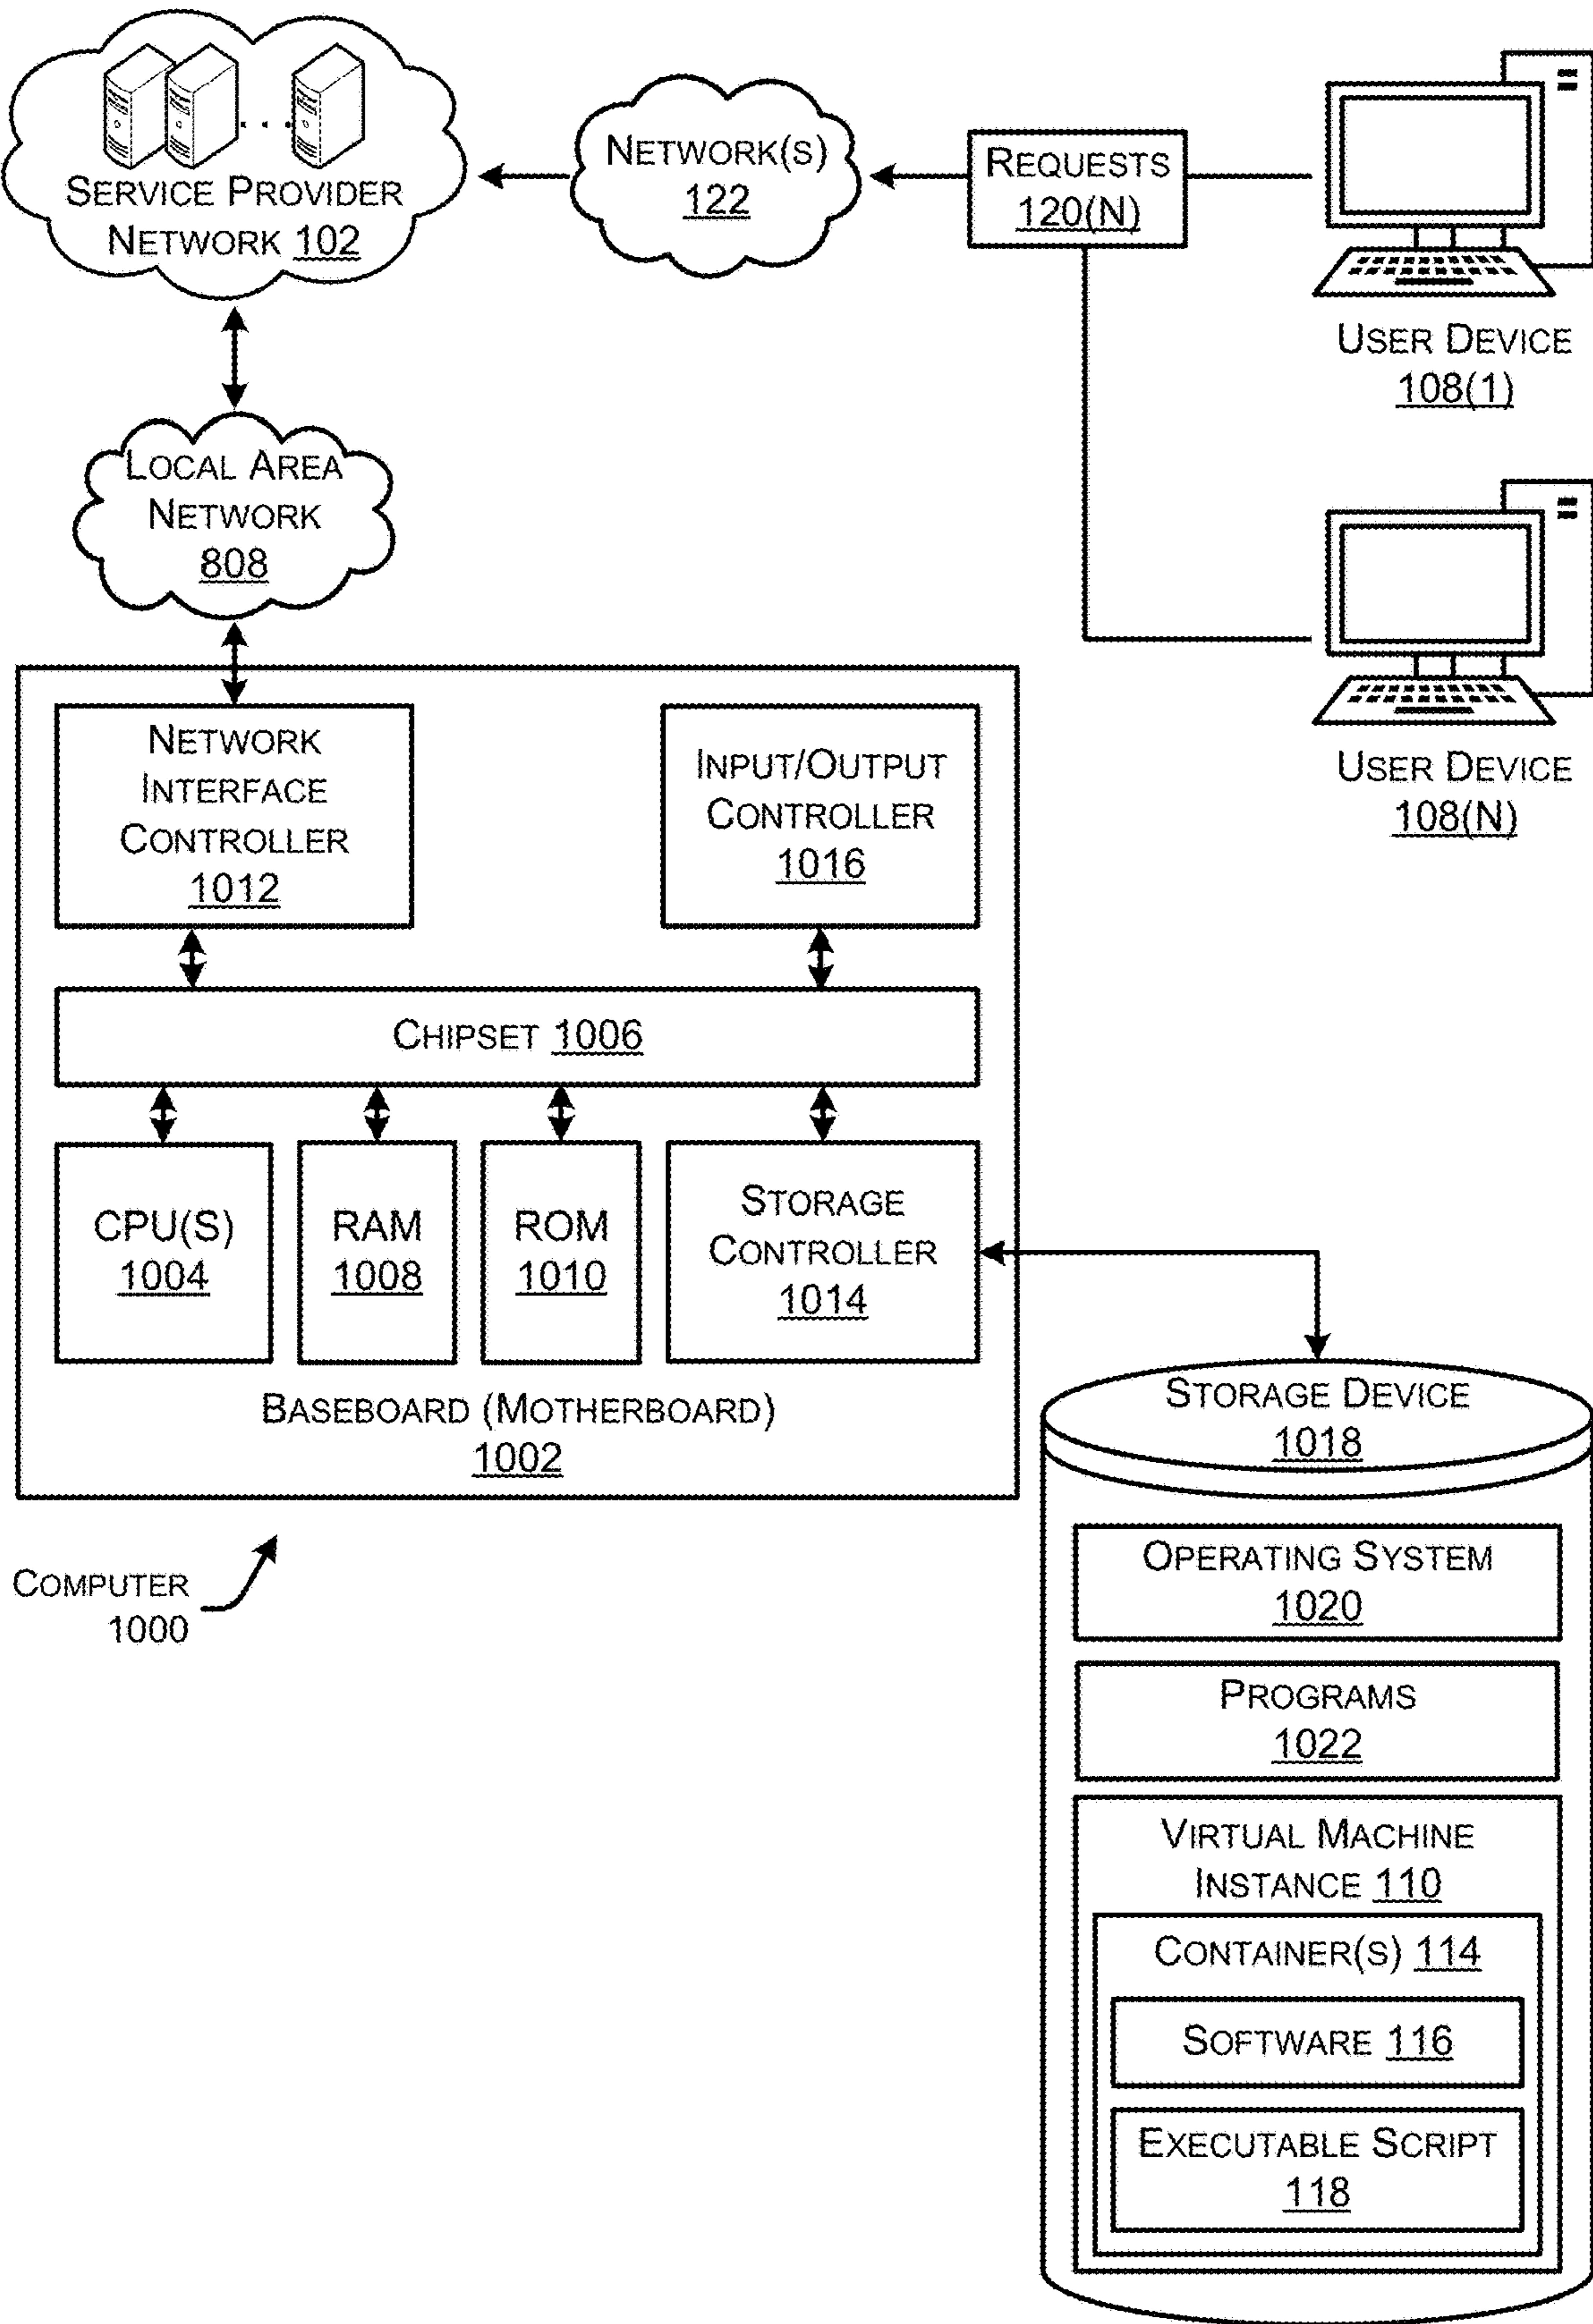 SERVICE PROVIDER
NETWORK 102
NETWORK(S)
122
REQUESTS
120(N)
USER DEVICE
108(1)
LOCAL AREA
NETWORK
808
USER DEVICE
108(N)
NETWORK
INTERFACE
CONTROLLER
1012
INPUT/OUTPUT
CONTROLLER
1016
CHIPSET 1006
CPU(S)
1004
RAM
1008
ROM
1010
STORAGE
CONTROLLER
1014
BASEBOARD (MOTHERBOARD)
1002
COMPUTER
1000
STORAGE DEVICE
1018
OPERATING SYSTEM
1020
PROGRAMS
1022
VIRTUAL MACHINE
INSTANCE 110
CONTAINER(S) 114
SOFTWARE 116
EXECUTABLE SCRIPT
118